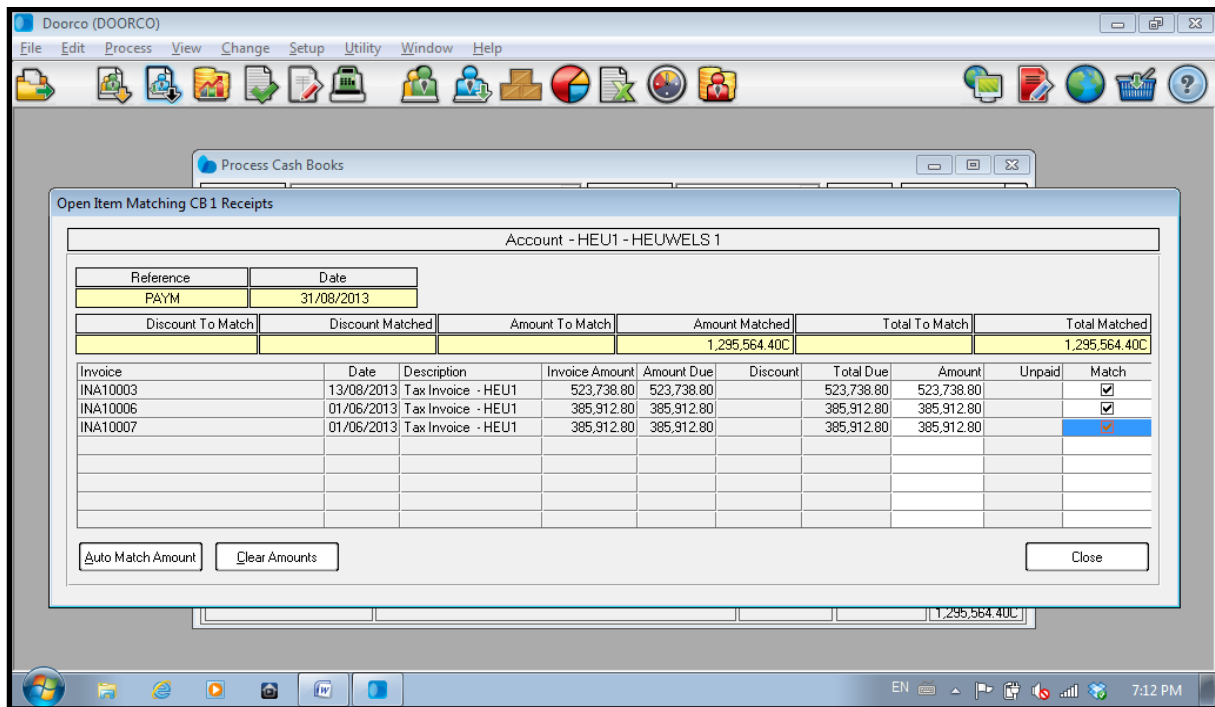 Doorco (DOORCO)
File Edit Process View Change Setup Utility Window Help
Process Cash Books
Open Item Matching CB 1 Receipts
Account - HEU1 - HEUWELS 1
Reference Date
PAYM 31/08/2013
Discount To Match Discount Matched Amount To Match Amount Matched Total To Match Total Matched
1,295,564.40C 1,295,564.40C
Invoice Date Description Invoice Amount Amount Due Discount Total Due Amount Unpaid Match
INA10003 13/08/2013 Tax Invoice - HEU1 523,738.80 523,738.80 523,738.80 523,738.80
INA10006 01/06/2013 Tax Invoice - HEU1 385,912.80 385,912.80 385,912.80 385,912.80
INA10007 01/06/2013 Tax Invoice - HEU1 385,912.80 385,912.80 385,912.80 385,912.80
Auto Match Amount Clear Amounts Close
1,295,564.40C
EN 7:12 PM